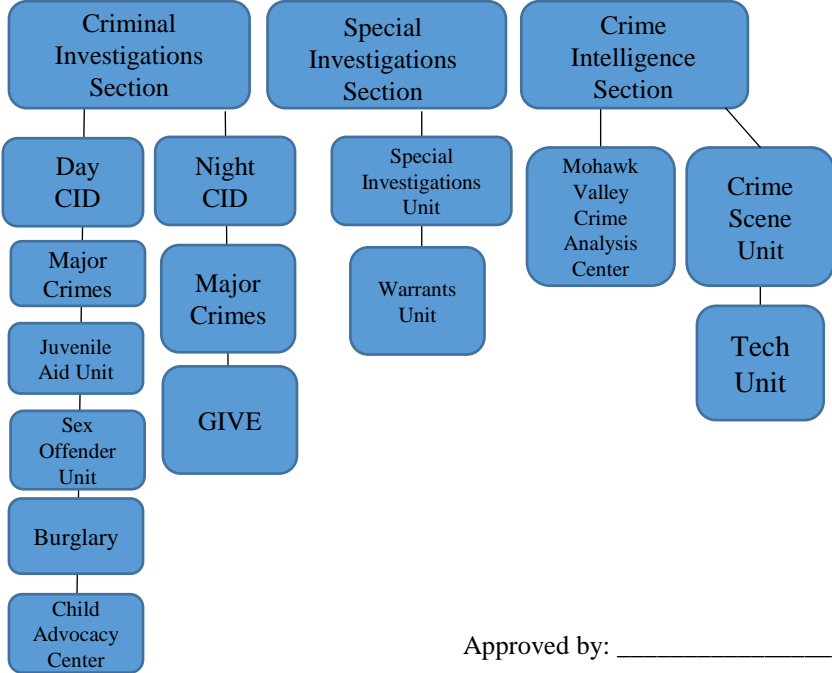 Criminal
Investigations
Section
Special
Investigations
Section
Crime
Intelligence
Section
Day
CID
Night
CID
Special
Investigations
Unit
Mohawk
Valley
Crime
Analysis
Center
Crime
Scene
Unit
Major
Crimes
Major
Crimes
Warrants
Unit
Tech
Unit
Juvenile
Aid Unit
GIVE
Sex
Offender
Unit
Burglary
Child
Advocacy
Center
Approved by: ________________